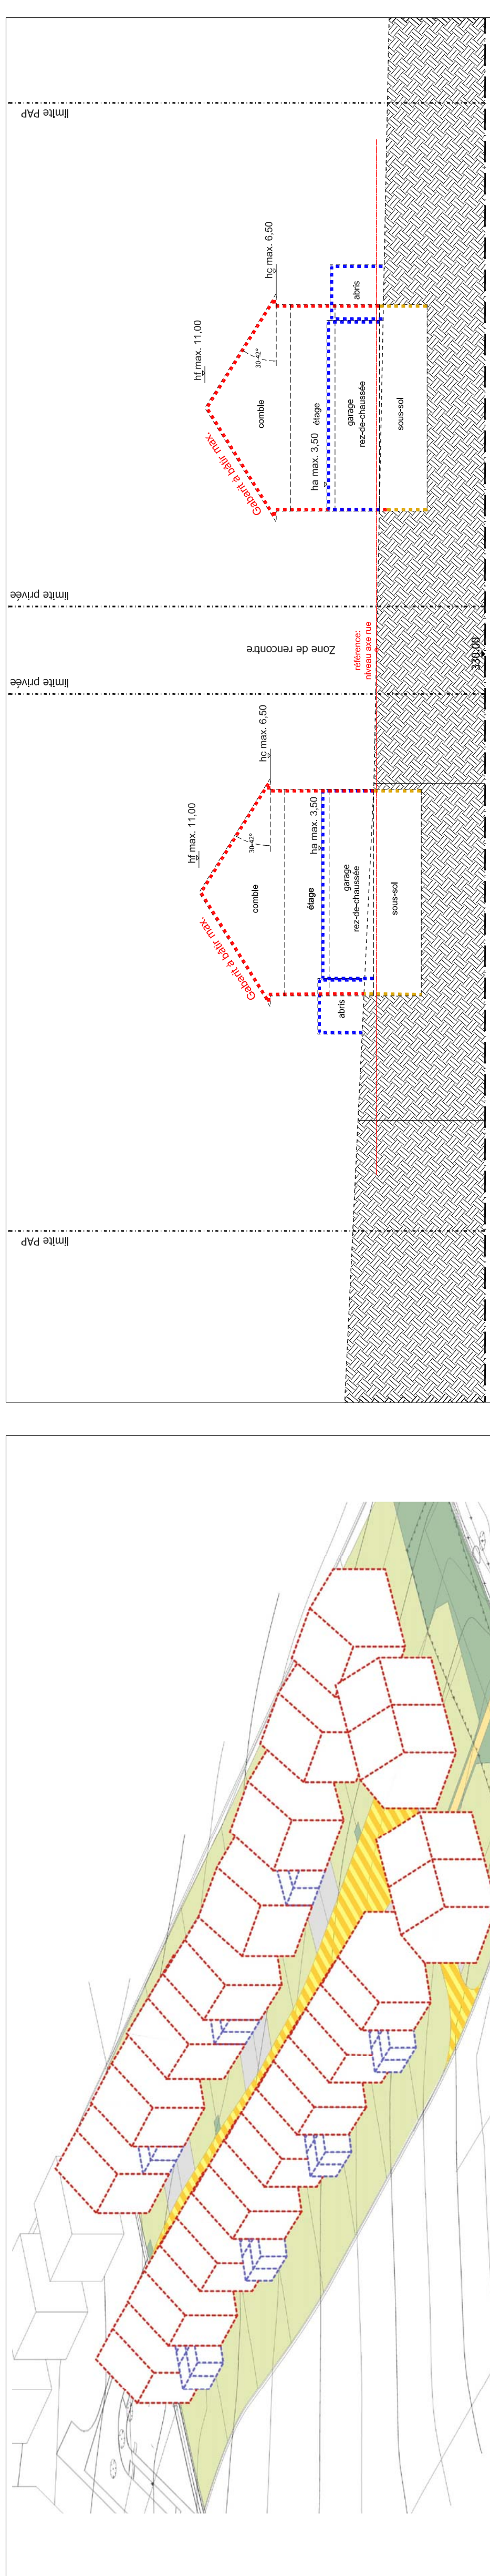 limite PAP
hc max. 6,50
abris
hf max. 11,00
30-42°
comble
étage
garage
rez-de-chaussée
sous-sol
ha max. 3,50
Gabarit à bâtir max.
limite privée
Zone de rencontre
référence:
niveau axe rue
330.00
limite privée
hc max. 6,50
hf max. 11,00
30-42°
ha max. 3,50
comble
étage
garage
rez-de-chaussée
sous-sol
Gabarit à bâtir max.
abris
limite PAP